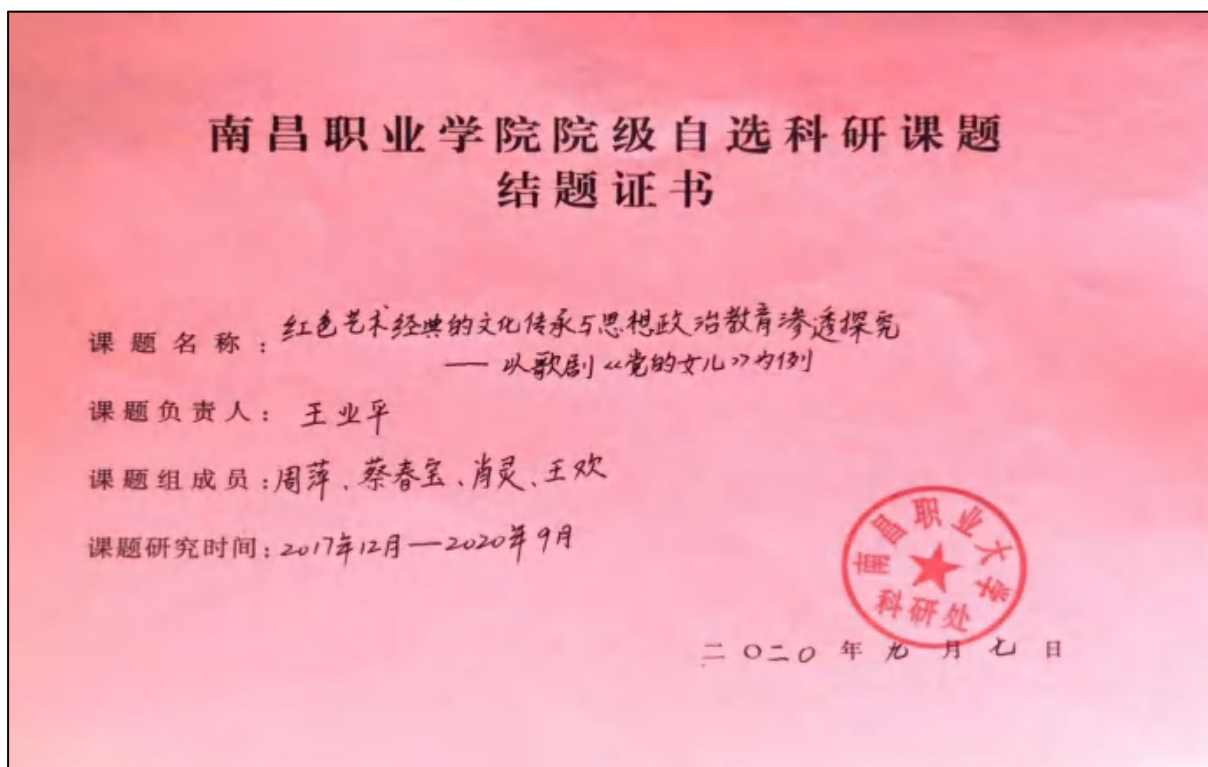 南昌职业学院院级自选科研课题
结题证书
课题名称：红色艺术经典的文化传承与思想政治教育渗透探究
——以歌剧《党的女儿》为例
课题负责人：王业平
课题组成员：周萍、蔡春宝、肖灵、王欢
课题研究时间：2017年12月—2020年9月
南昌职业大学
科研处
二〇二〇年九月七日